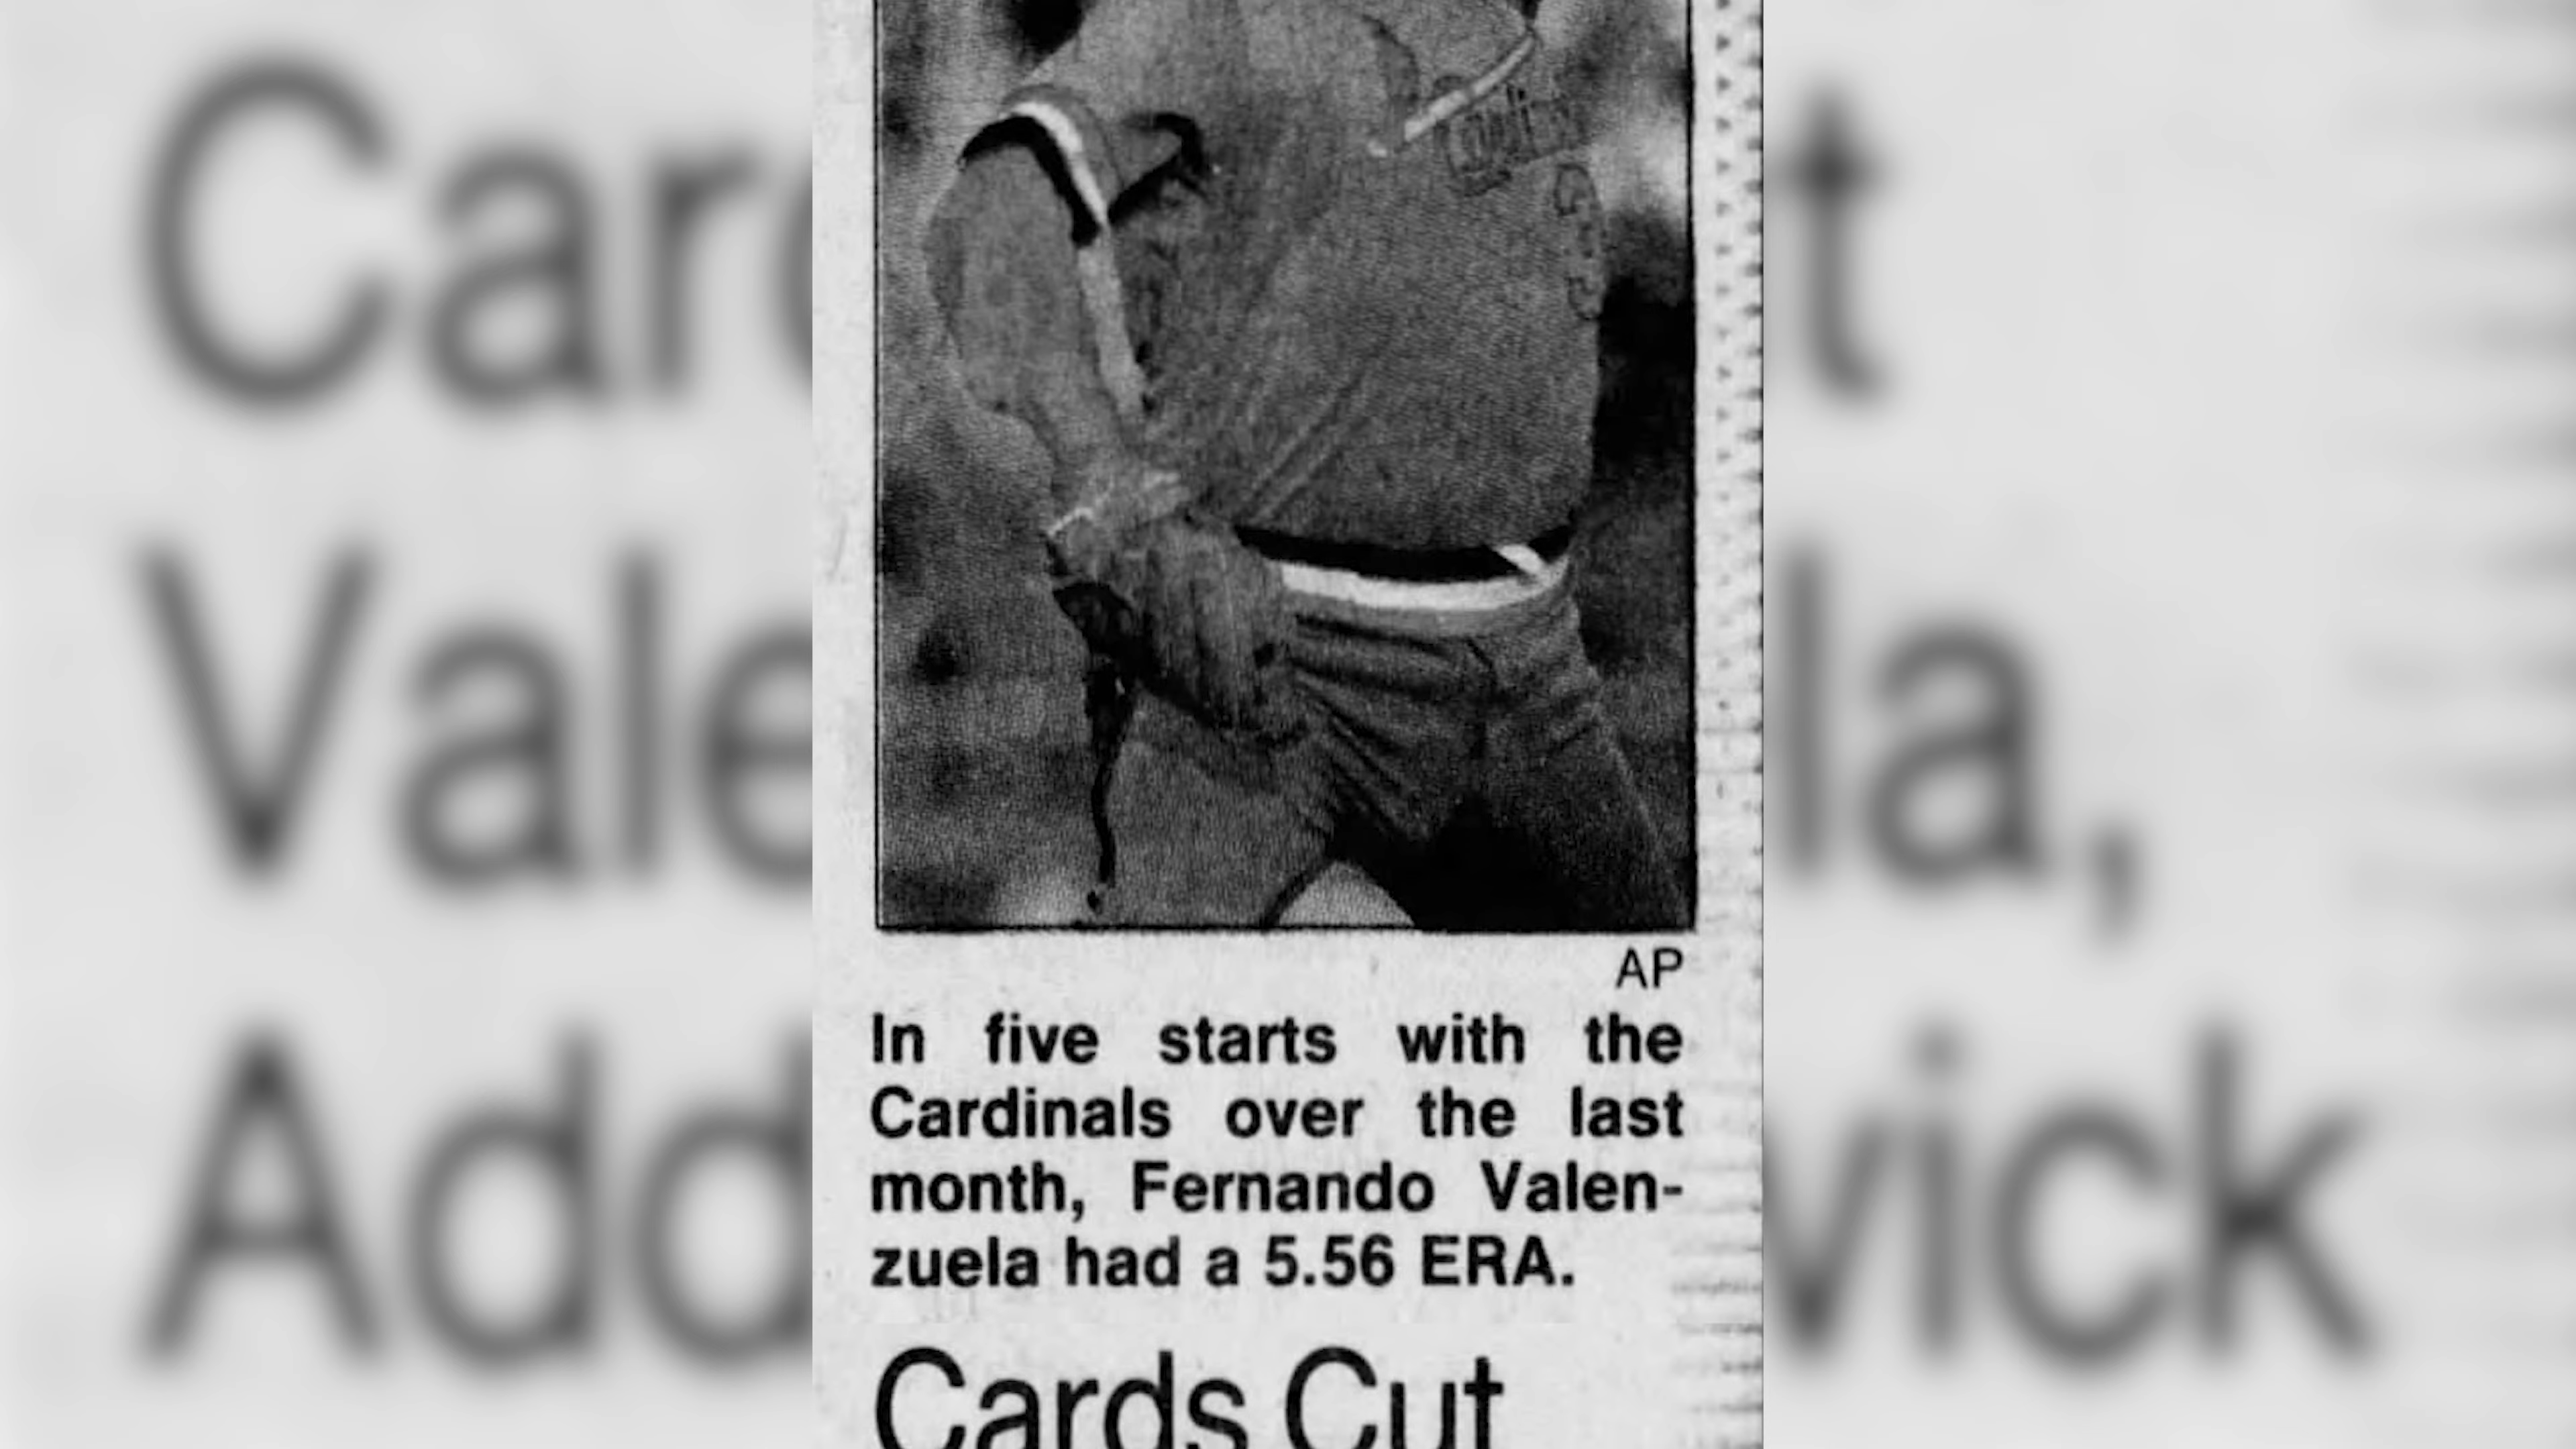 AP
In five starts with the
Cardinals over the last
month, Fernando Valen-
zuela had a 5.56 ERA.
Cards Cut